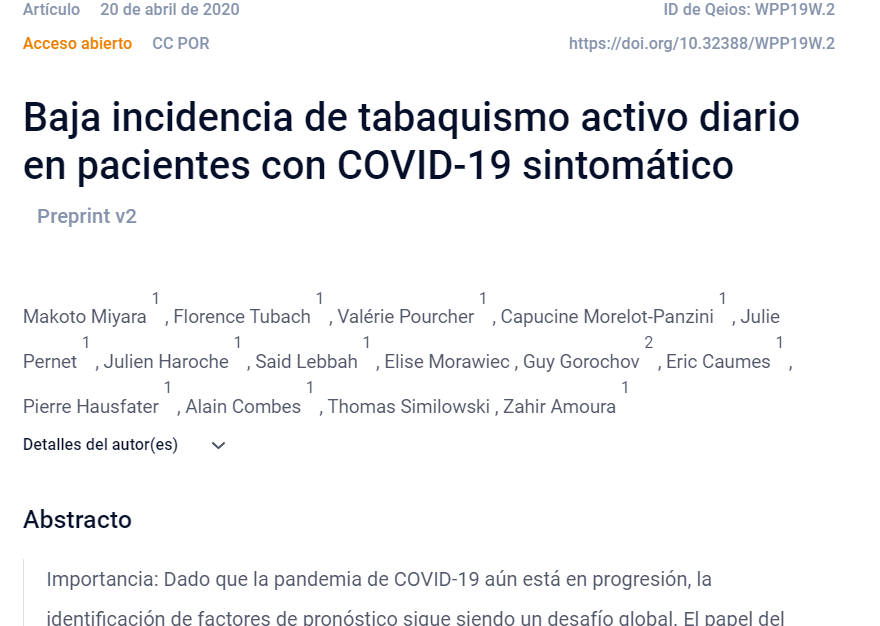 Artículo 20 de abril de 2020 ID de Qeios: WPP19W.2
Acceso abierto CC POR https://doi.org/10.32388/WPP19W.2
Baja incidencia de tabaquismo activo diario
en pacientes con COVID-19 sintomático
Preprint v2
Makoto Miyara 1 , Florence Tubach 1 , Valérie Pourcher 1 , Capucine Morelot-Panzini 1 , Julie
Pernet 1 , Julien Haroche 1 , Said Lebbah 1 , Elise Morawiec , Guy Gorochov 2 , Eric Caumes 1 ,
Pierre Hausfater 1 , Alain Combes 1 , Thomas Similowski , Zahir Amoura 1
Detalles del autor(es)
Abstracto
Importancia: Dado que la pandemia de COVID-19 aún está en progresión, la
identificación de factores de pronóstico sigue siendo un desafío global. El papel del